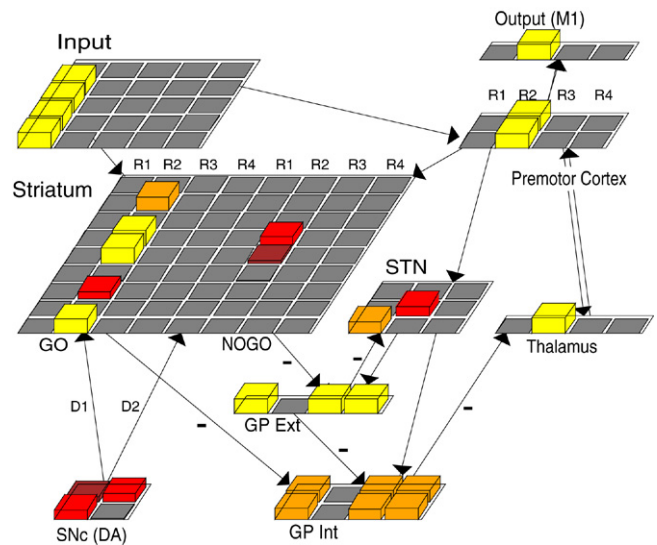 Output (M1)
Input
R1 R2 R3 R4
R1 R2 R3 R4 R1 R2 R3 R4
Premotor Cortex
Striatum
STN
GO
NOGO
Thalamus
-
-
-
D1
D2
-
GP Ext
-
SNc (DA)
GP Int